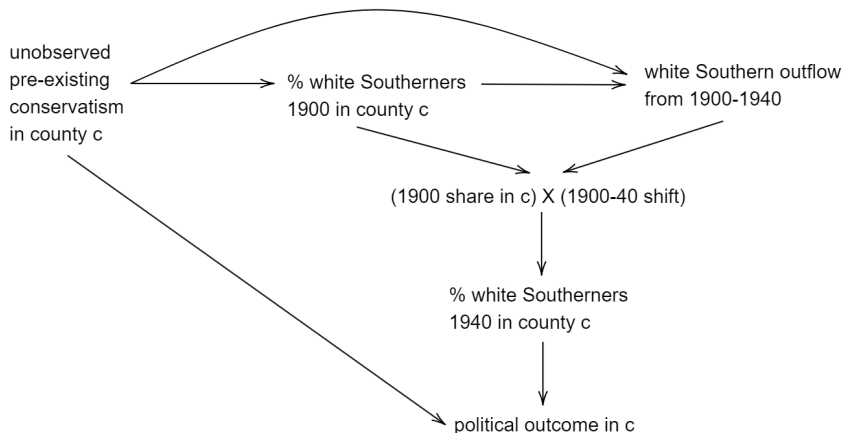 unobserved
pre-existing
conservatism
in county c
% white Southerners
1900 in county c
white Southern outflow
from 1900-1940
(1900 share in c) X (1900-40 shift)
% white Southerners
1940 in county c
political outcome in c